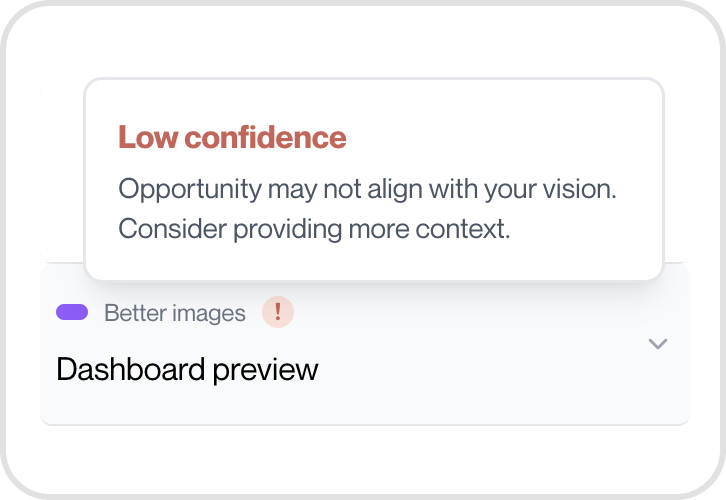 Low confidence
Opportunity may not align with your vision.
Consider providing more context.
Better images !
Dashboard preview